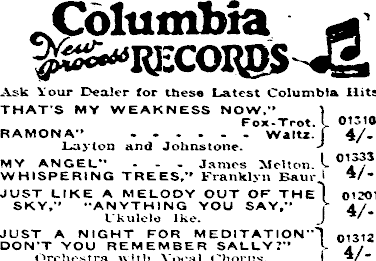 Columbia
New
Process RECORDS
Ask Your Dealer for these Latest Columbia Hits
THAT'S MY WEAKNESS NOW,"
Fox-Trot. 01310
RAMONA" - - - - - - Waltz. 4/-
Layton and Johnstone.
MY ANGEL" - - - James Melton. 01333
WHISPERING TREES," Franklyn Baur 4/-
JUST LIKE A MELODY OUT OF THE 01201
SKY," "ANYTHING YOU SAY," 4/-
Ukulele Ike.
JUST A NIGHT FOR MEDITATION" 01312
DON'T YOU REMEMBER SALLY?" 4/-
Orchestra with Vocal Chorus.